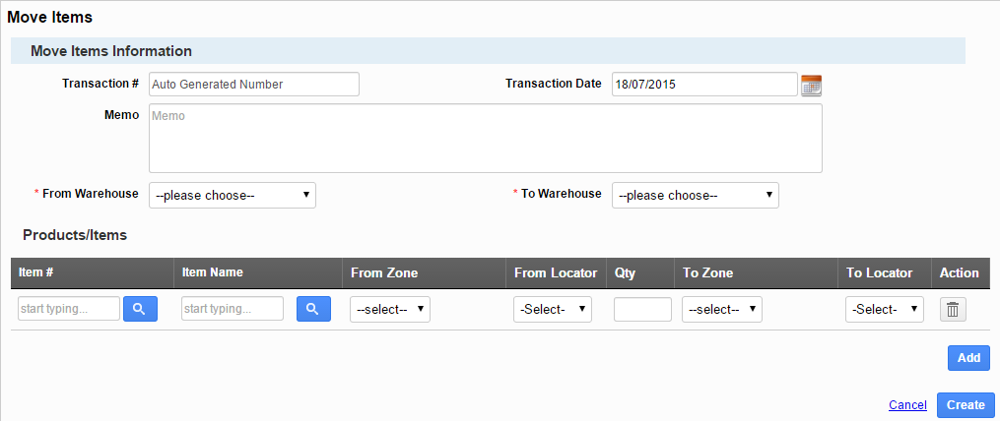 Move Items
Move Items Information
Transaction # Auto Generated Number Transaction Date 18/07/2015
Memo Memo
* From Warehouse --please choose-- * To Warehouse --please choose--
Products/Items
Item # Item Name From Zone From Locator Qty To Zone To Locator Action
start typing... start typing... --select-- -Select- --select-- -Select-
Add
Cancel Create